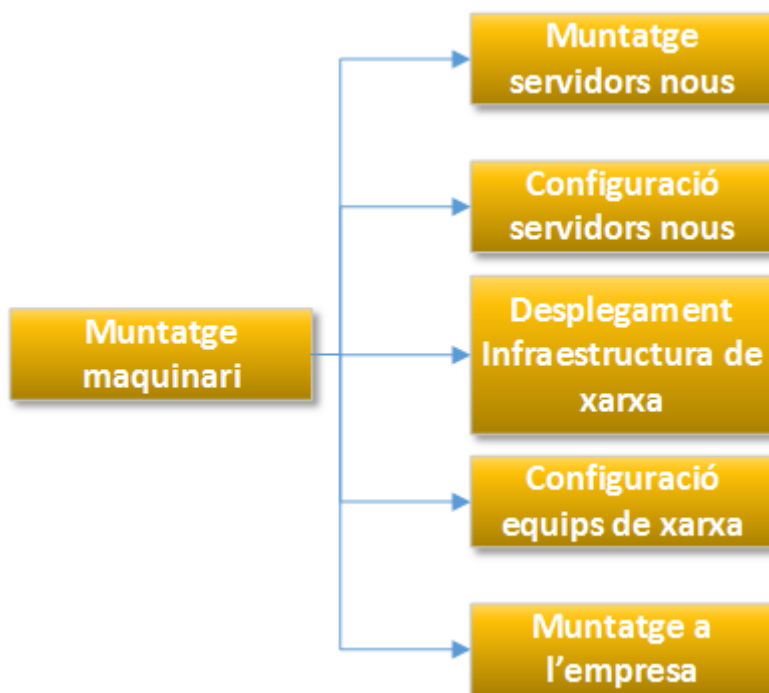 Muntatge
servidors nous
Configuració
servidors nous
Muntatge
maquinari
Desplegament
Infraestructura de
xarxa
Configuració
equips de xarxa
Muntatge a
l'empresa